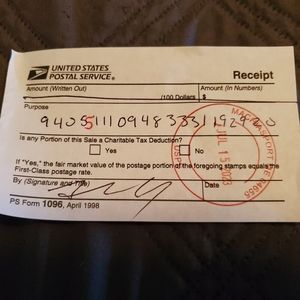 UNITED STATES
POSTAL SERVICE®
Receipt
Amount (Written Out)
Amount (In Numbers)
/100 Dollars
$
Purpose
Is any Portion of this Sale a Charitable Tax Deduction?
Yes
No
If "Yes," the fair market value of the postage portion of the foregoing stamps equals the
First-Class postage rate.
By (Signature and Title)
Date
PS Form 1096, April 1998
JUL 15 2023
USPS